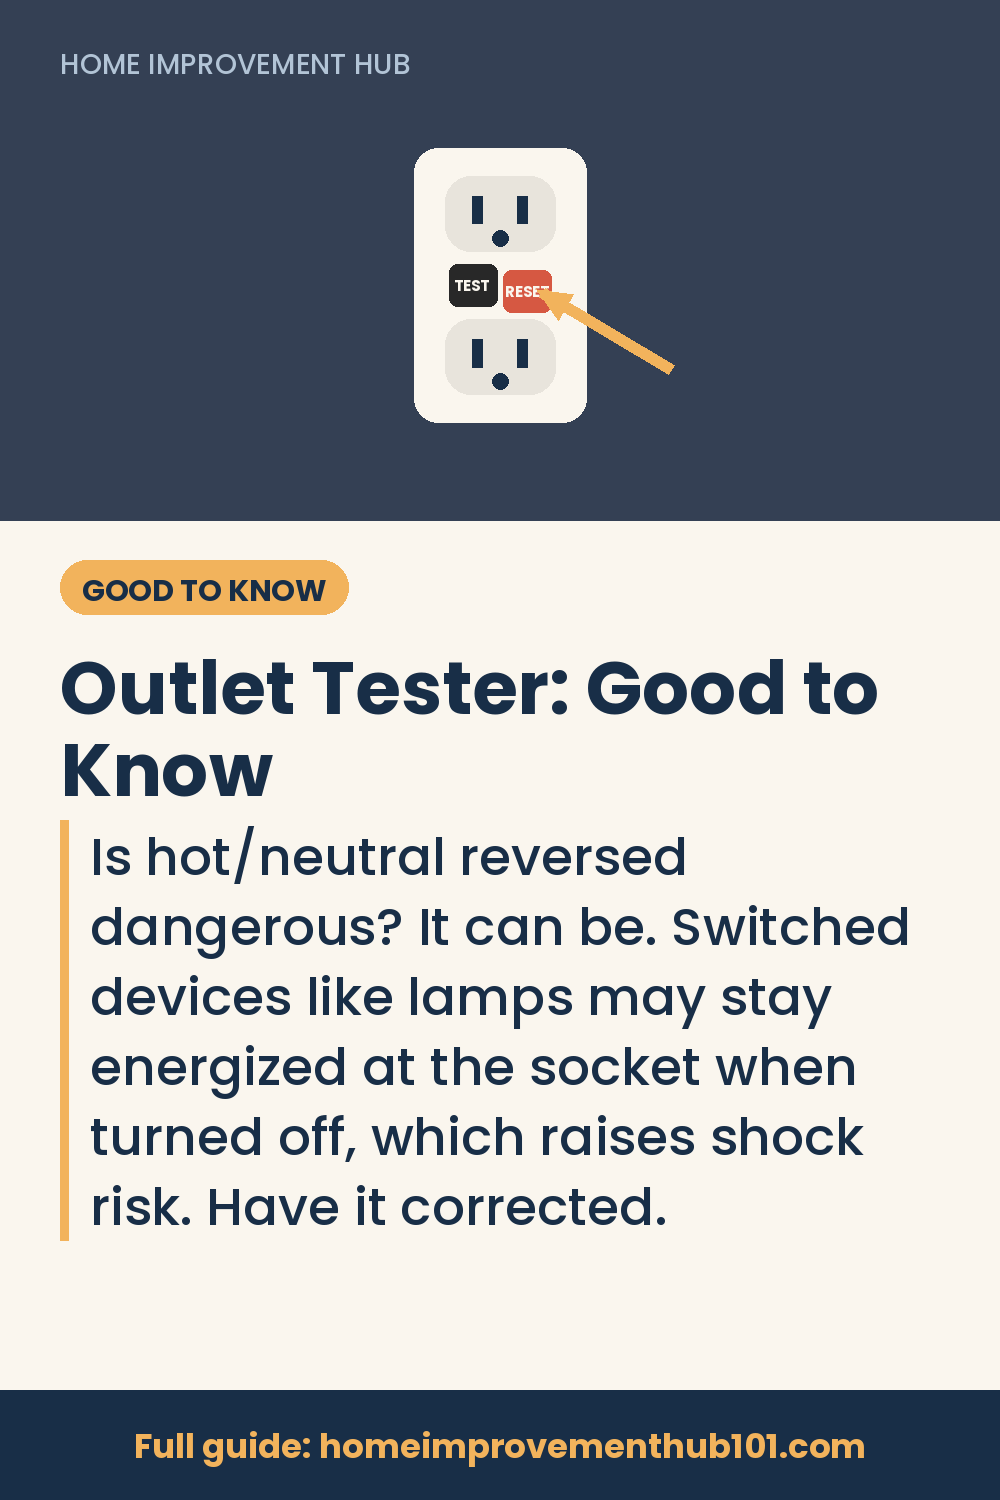 HOME IMPROVEMENT HUB
TEST
RESET
GOOD TO KNOW
Outlet Tester: Good to
Know
Is hot/neutral reversed
dangerous? It can be. Switched
devices like lamps may stay
energized at the socket when
turned off, which raises shock
risk. Have it corrected.
Full guide: homeimprovementhub101.com